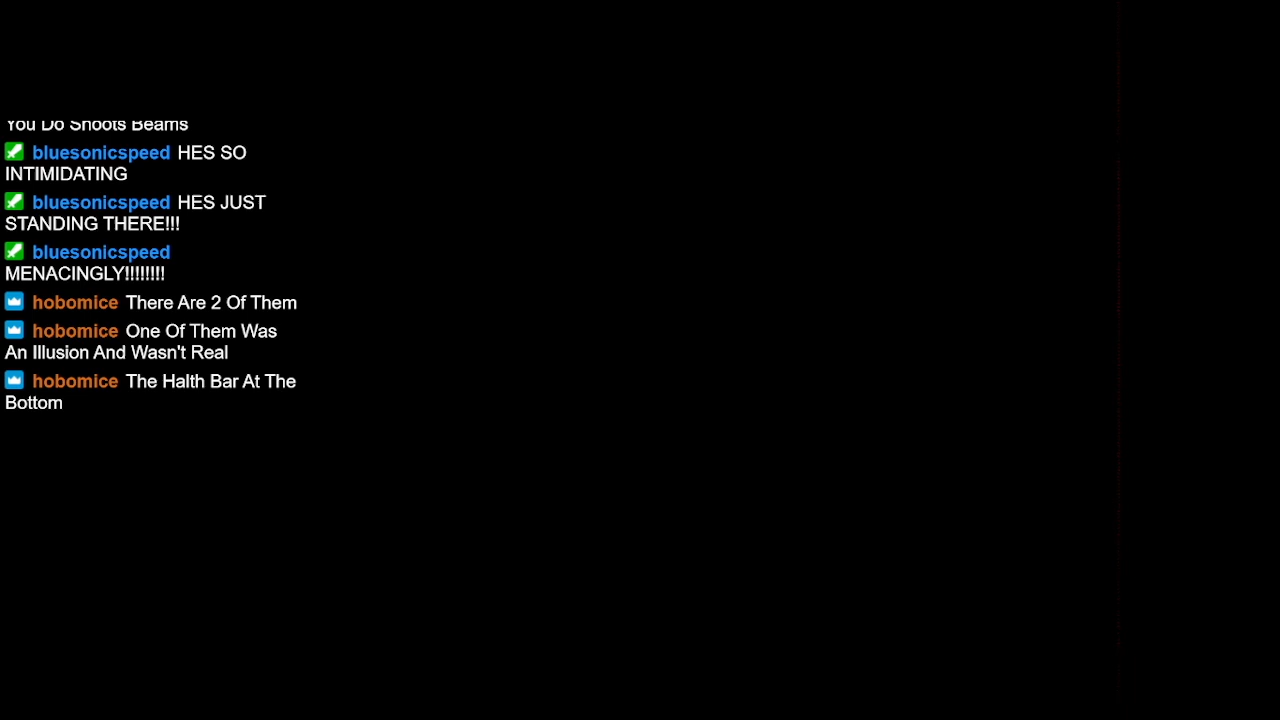 You Do Shoots Beams
bluesonicspeed HES SO
INTIMIDATING
bluesonicspeed HES JUST
STANDING THERE!!!
bluesonicspeed
MENACINGLY!!!!!!!!
hobomice There Are 2 Of Them
hobomice One Of Them Was
An Illusion And Wasn't Real
hobomice The Halth Bar At The
Bottom